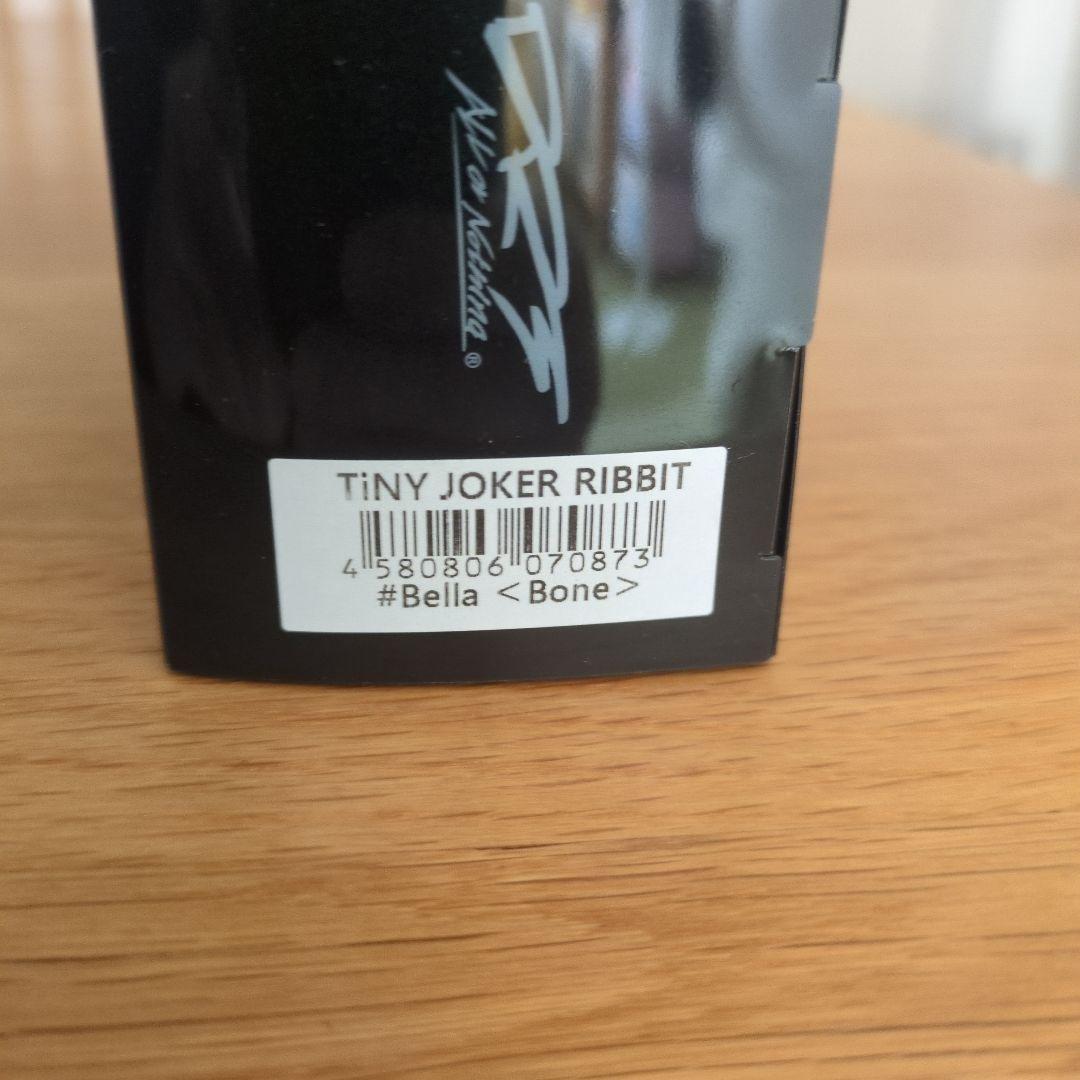 All or Nothing®
TiNY JOKER RIBBIT
4 580806 070873
#Bella <Bone>